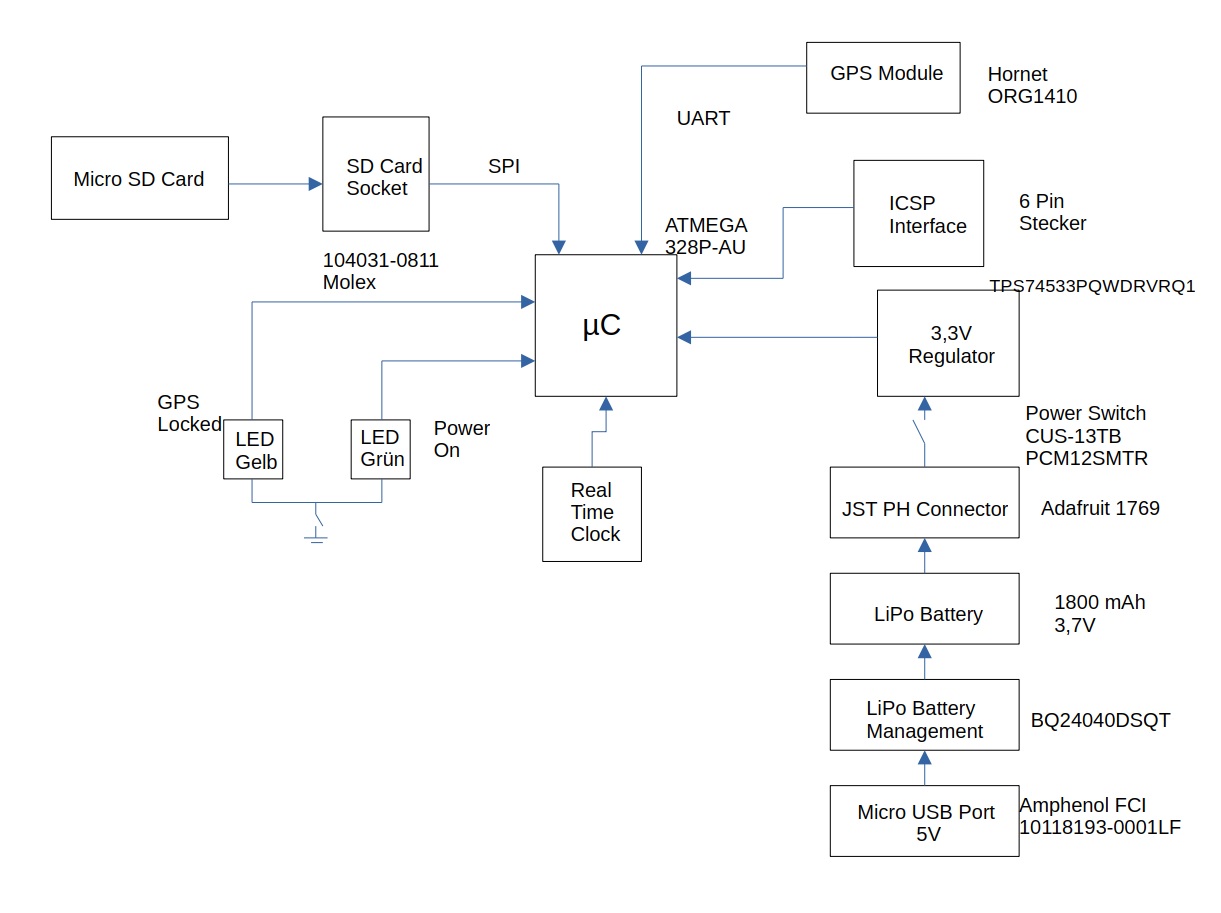 GPS Module
Hornet
ORG1410
UART
Micro SD Card
SD Card
Socket
SPI
104031-0811
Molex
ATMEGA
328P-AU
ICSP
Interface
6 Pin
Stecker
TPS74533PQWDRVRQ1
µC
3,3V
Regulator
GPS
Locked
LED
Gelb
LED
Grün
Power
On
Real
Time
Clock
Power Switch
CUS-13TB
PCM12SMTR
JST PH Connector
Adafruit 1769
LiPo Battery
1800 mAh
3,7V
LiPo Battery
Management
BQ24040DSQT
Micro USB Port
5V
Amphenol FCI
10118193-0001LF